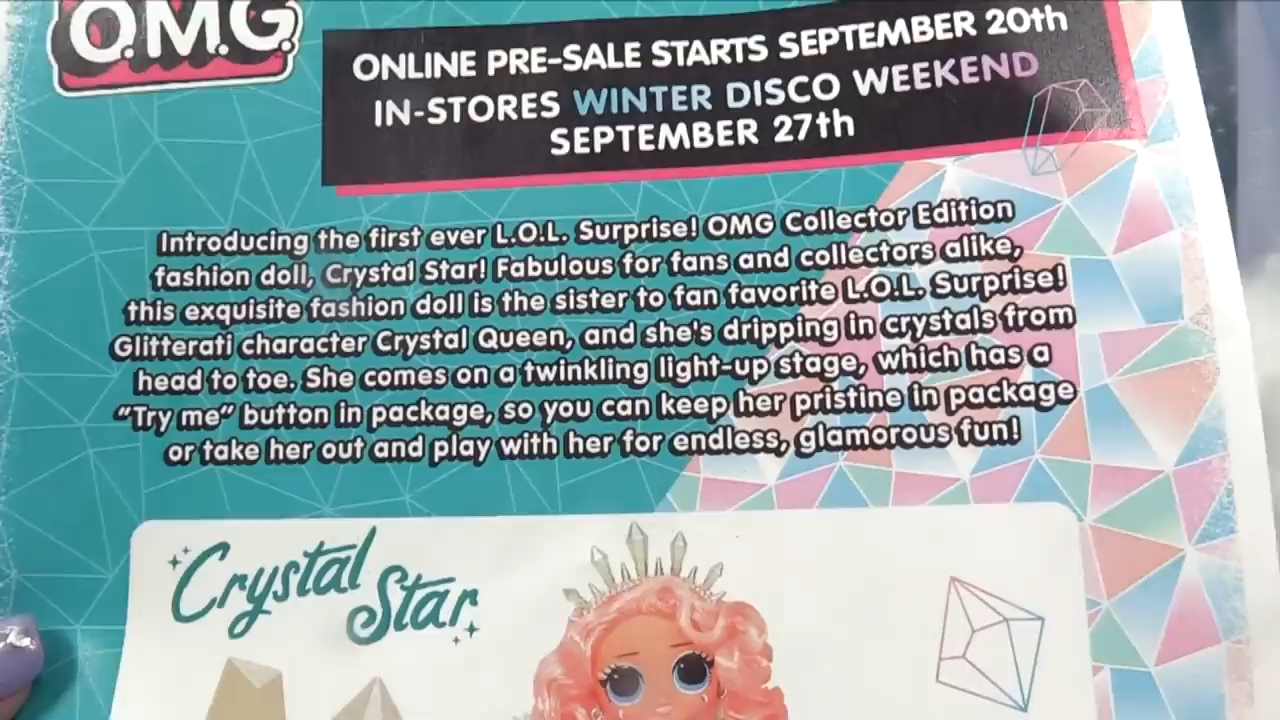 O.M.G.
ONLINE PRE-SALE STARTS SEPTEMBER 20th
IN-STORES WINTER DISCO WEEKEND
SEPTEMBER 27th
Introducing the first ever L.O.L. Surprise! OMG Collector Edition
fashion doll, Crystal Star! Fabulous for fans and collectors alike,
this exquisite fashion doll is the sister to fan favorite L.O.L. Surprise!
Glitterati character Crystal Queen, and she's dripping in crystals from
head to toe. She comes on a twinkling light-up stage, which has a
"Try me" button in package, so you can keep her pristine in package
or take her out and play with her for endless, glamorous fun!
Crystal
Star